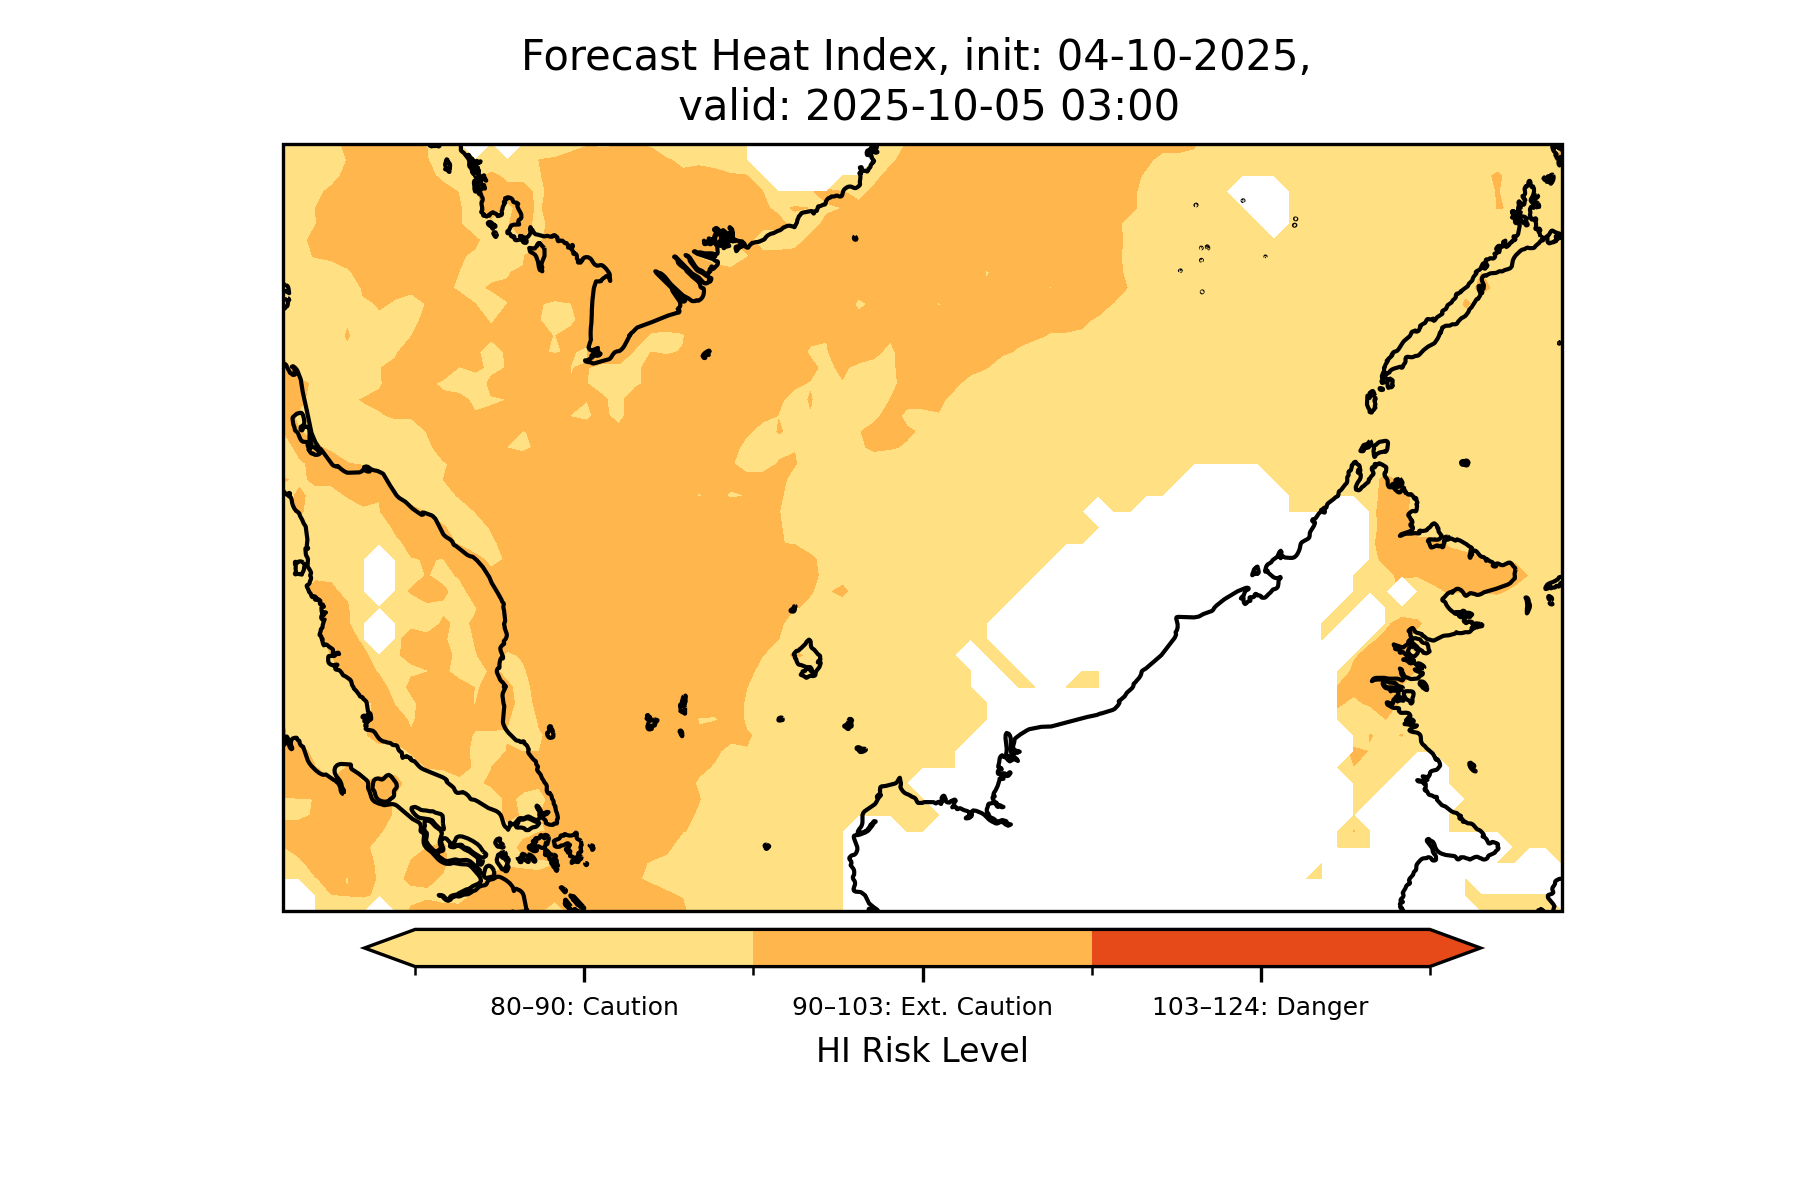 Forecast Heat Index, init: 04-10-2025,
valid: 2025-10-05 03:00
80–90: Caution
90–103: Ext. Caution
103–124: Danger
HI Risk Level